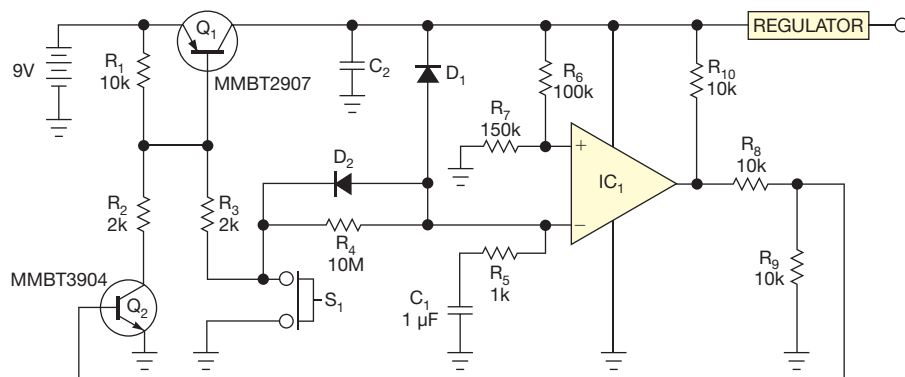 REGULATOR
Q1
9V
R1
10k
MMBT2907
C2
D1
R6
100k
R10
10k
R7
150k
+
IC1
−
R8
10k
D2
R2
2k
R3
2k
R4
10M
R5
1k
R9
10k
MMBT3904
Q2
S1
C1
1 µF